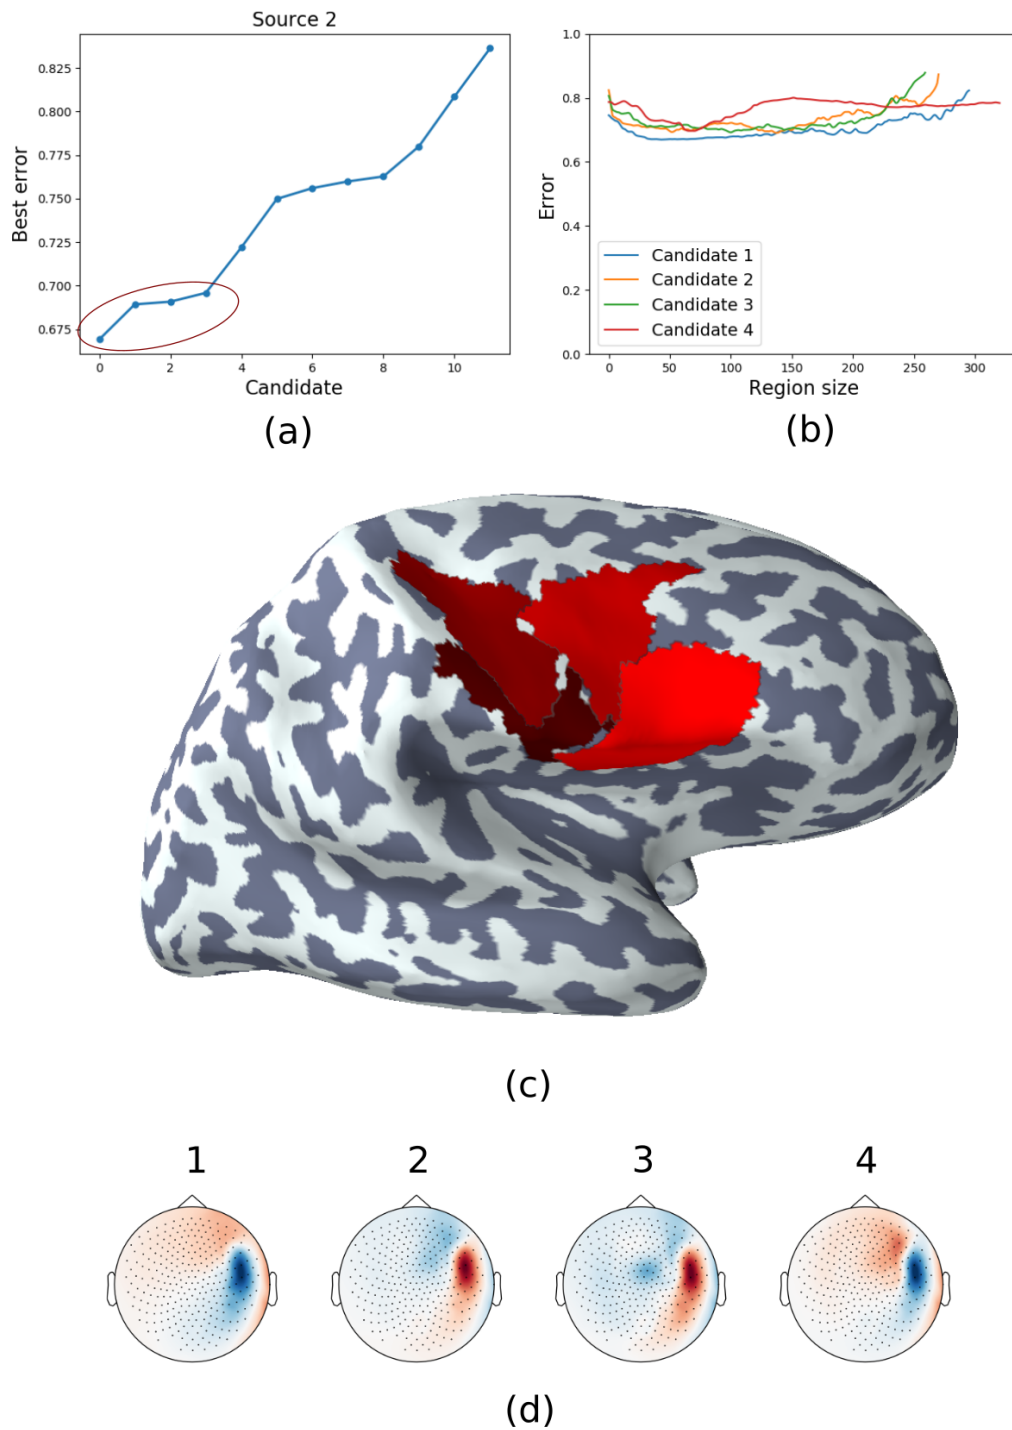 Source 2
0.825
0.800
0.775
0.750
0.725
0.700
0.675
Best error
0 2 4 6 8 10
Candidate
(a)
1.0
0.8
0.6
0.4
0.2
0.0
Error
Candidate 1
Candidate 2
Candidate 3
Candidate 4
0 50 100 150 200 250 300
Region size
(b)
(c)
1 2 3 4
(d)